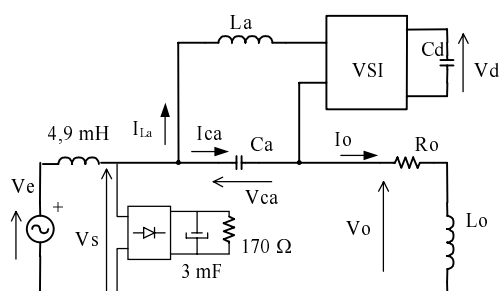 La
VSI
Cd
Vd
4,9 mH
ILa
Ica
Ca
Io
Ro
Ve
+
Vca
Vs
Vo
Lo
170 Ω
3 mF